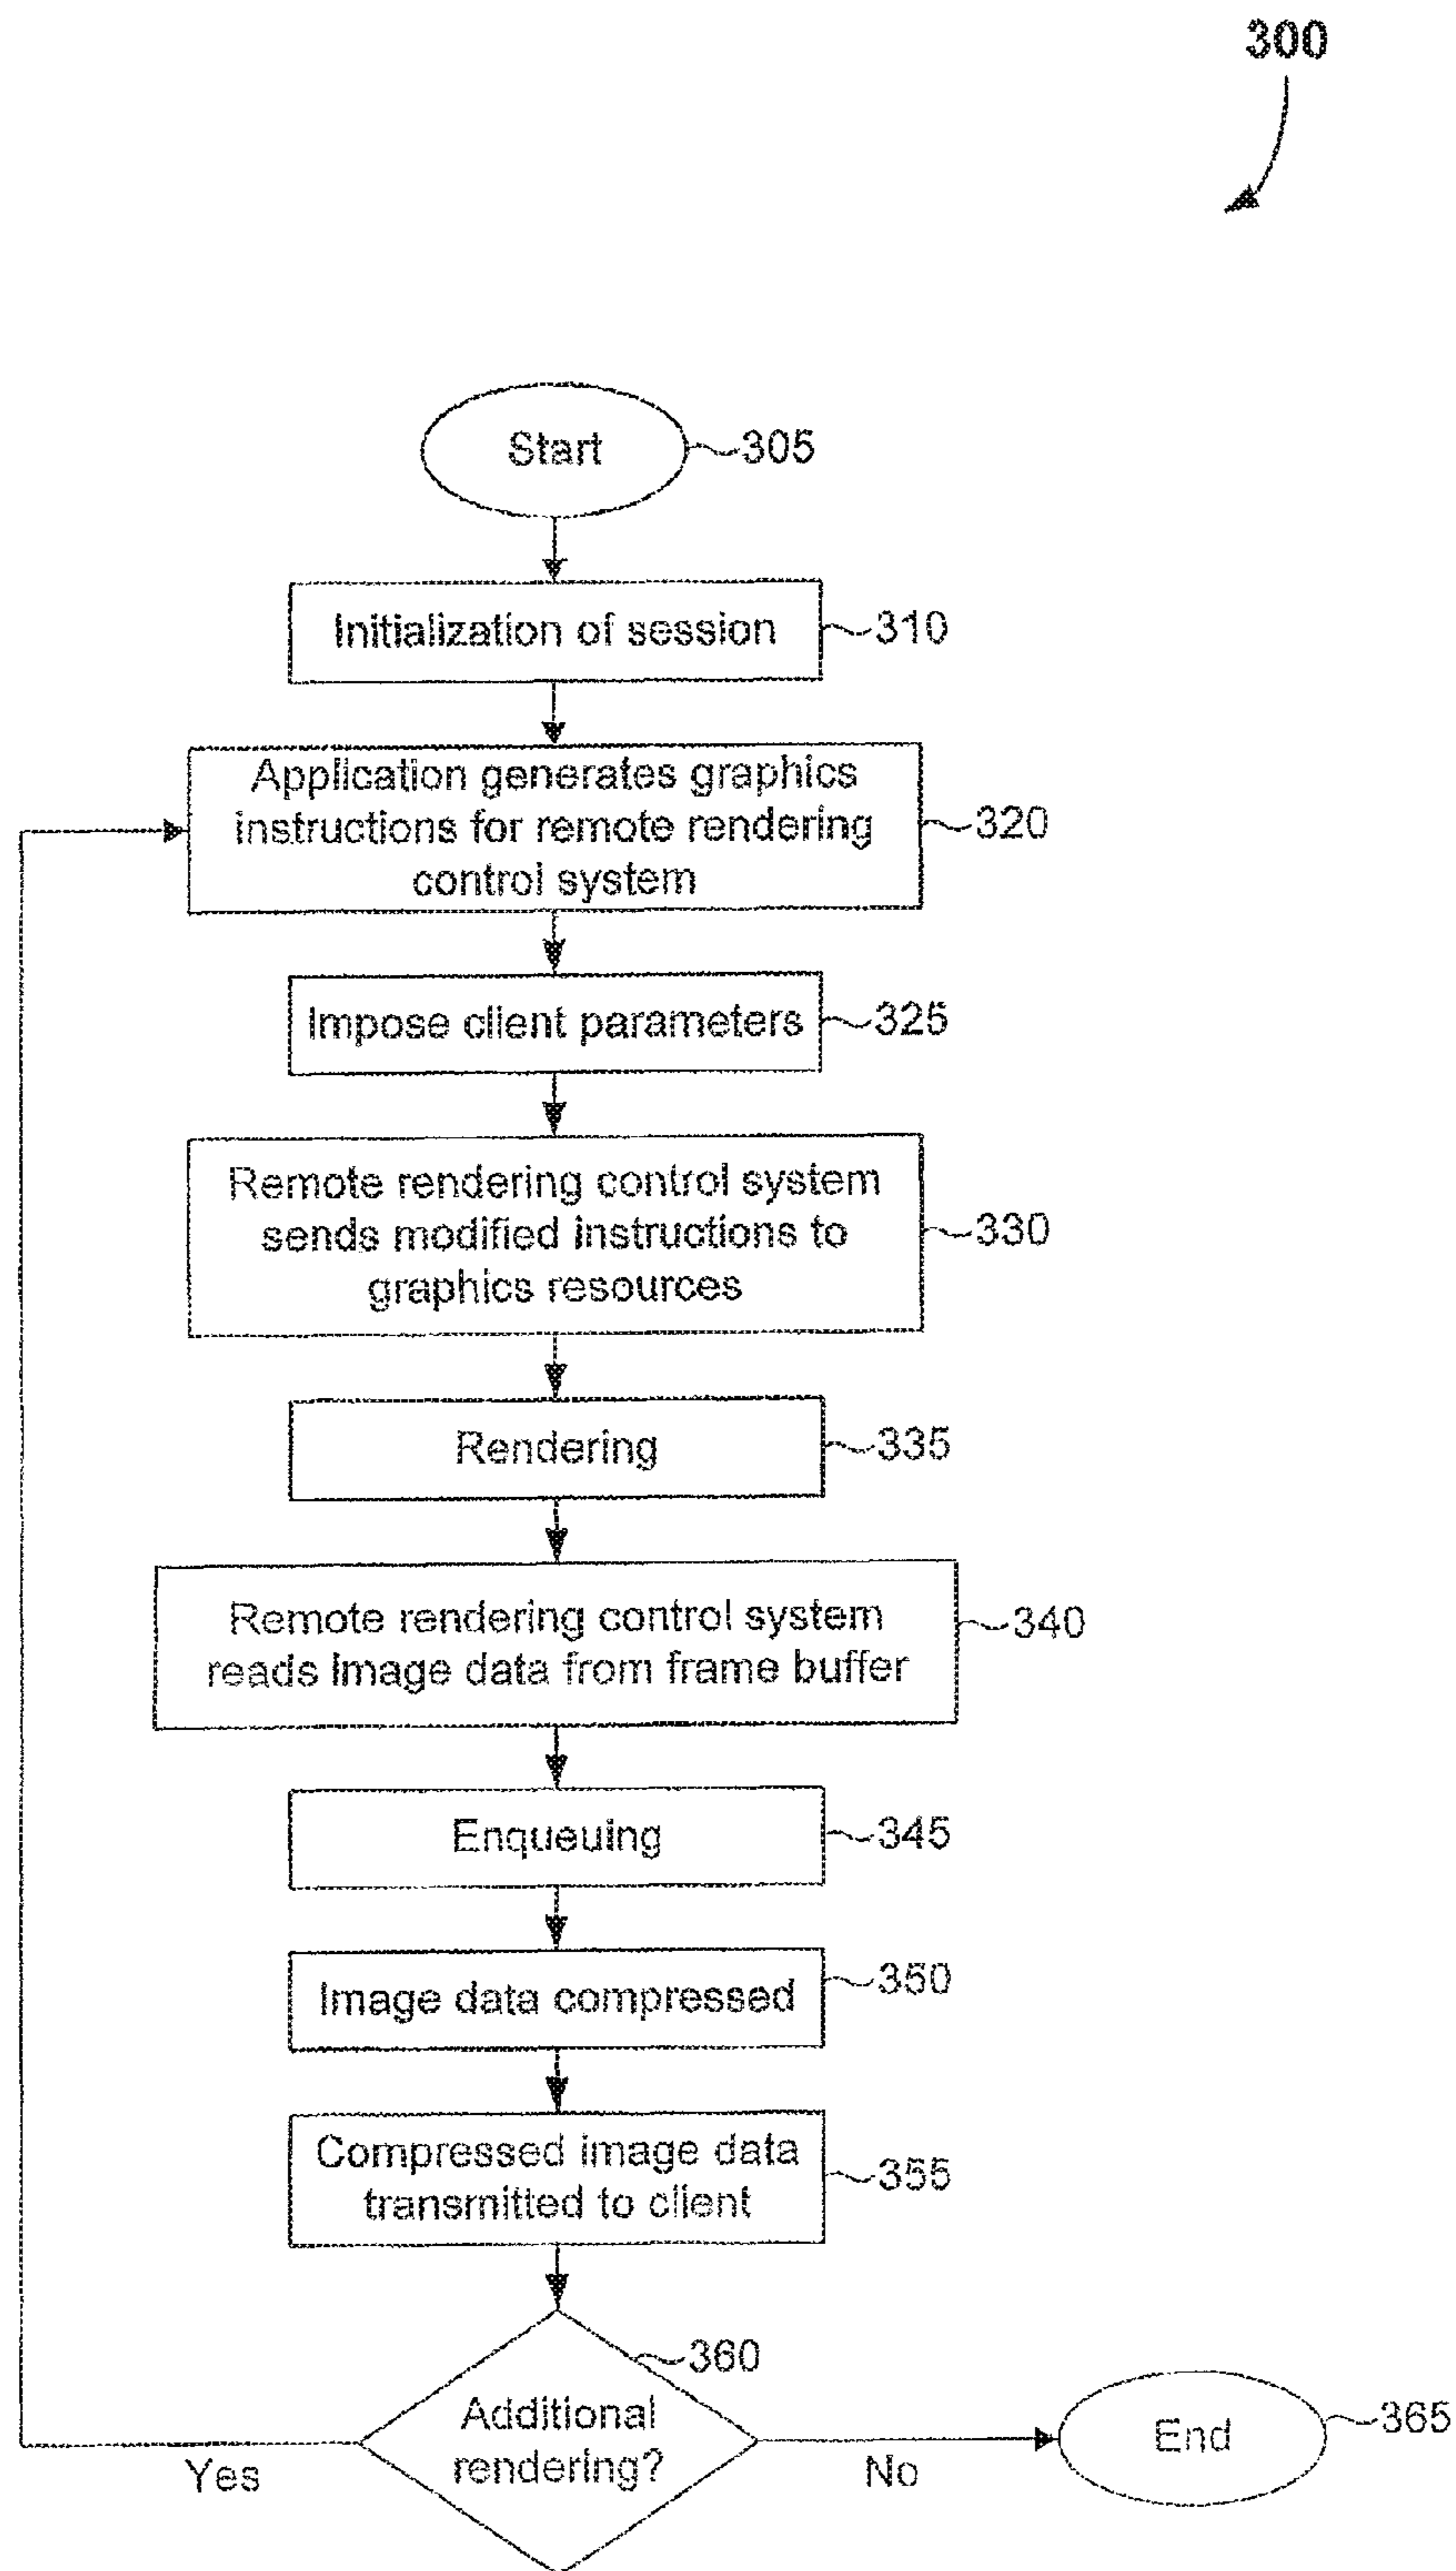 300
Start
305
Initialization of session
310
Application generates graphics
instructions for remote rendering
control system
320
Impose client parameters
325
Remote rendering control system
sends modified instructions to
graphics resources
330
Rendering
335
Remote rendering control system
reads image data from frame buffer
340
Enqueuing
345
Image data compressed
350
Compressed image data
transmitted to client
355
360
Additional
rendering?
Yes
No
End
365